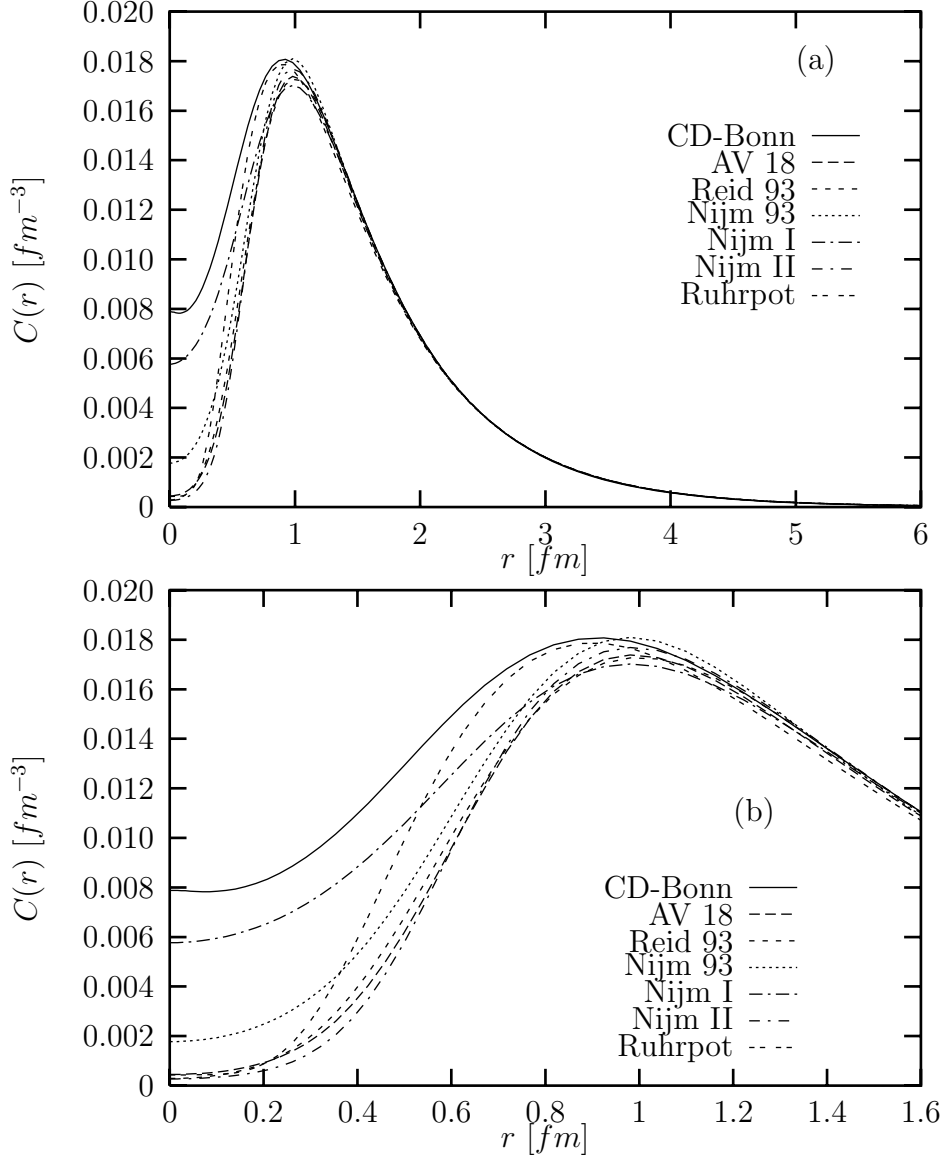 0.020
0.018
0.016
0.014
0.012
0.010
0.008
0.006
0.004
0.002
0
C(r) [fm⁻³]
(a)
CD-Bonn
AV 18
Reid 93
Nijm 93
Nijm I
Nijm II
Ruhrpot
0 1 2 3 4 5 6
r [fm]
0.020
0.018
0.016
0.014
0.012
0.010
0.008
0.006
0.004
0.002
0
C(r) [fm⁻³]
(b)
CD-Bonn
AV 18
Reid 93
Nijm 93
Nijm I
Nijm II
Ruhrpot
0 0.2 0.4 0.6 0.8 1 1.2 1.4 1.6
r [fm]